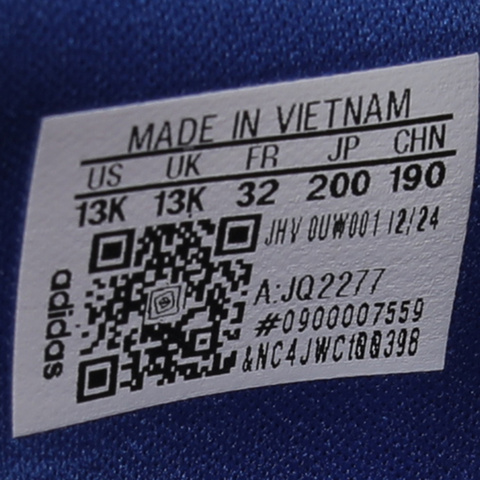 MADE IN VIETNAM
US UK FR JP CHN
13K 13K 32 200 190
JHV 0UW001 12/24
A:JQ2277
#0900007559
adidas